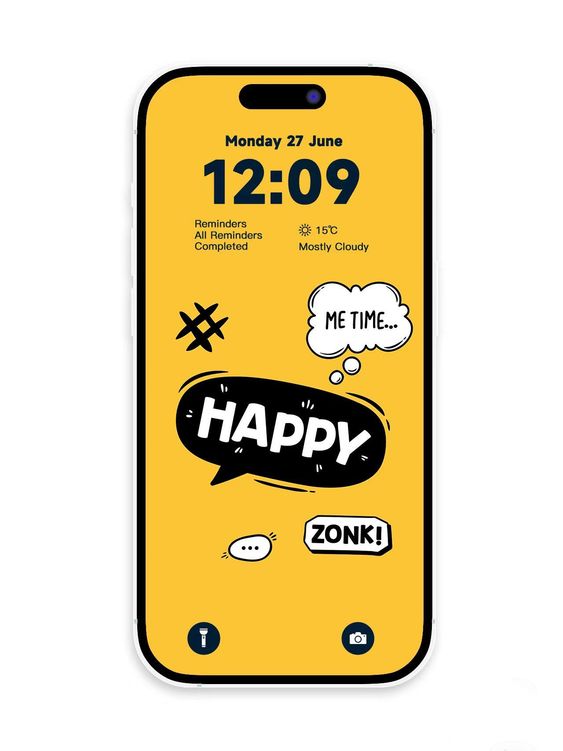 Monday 27 June
12:09
Reminders
All Reminders
Completed
15℃
Mostly Cloudy
ME TIME...
HAPPY
...
ZONK!